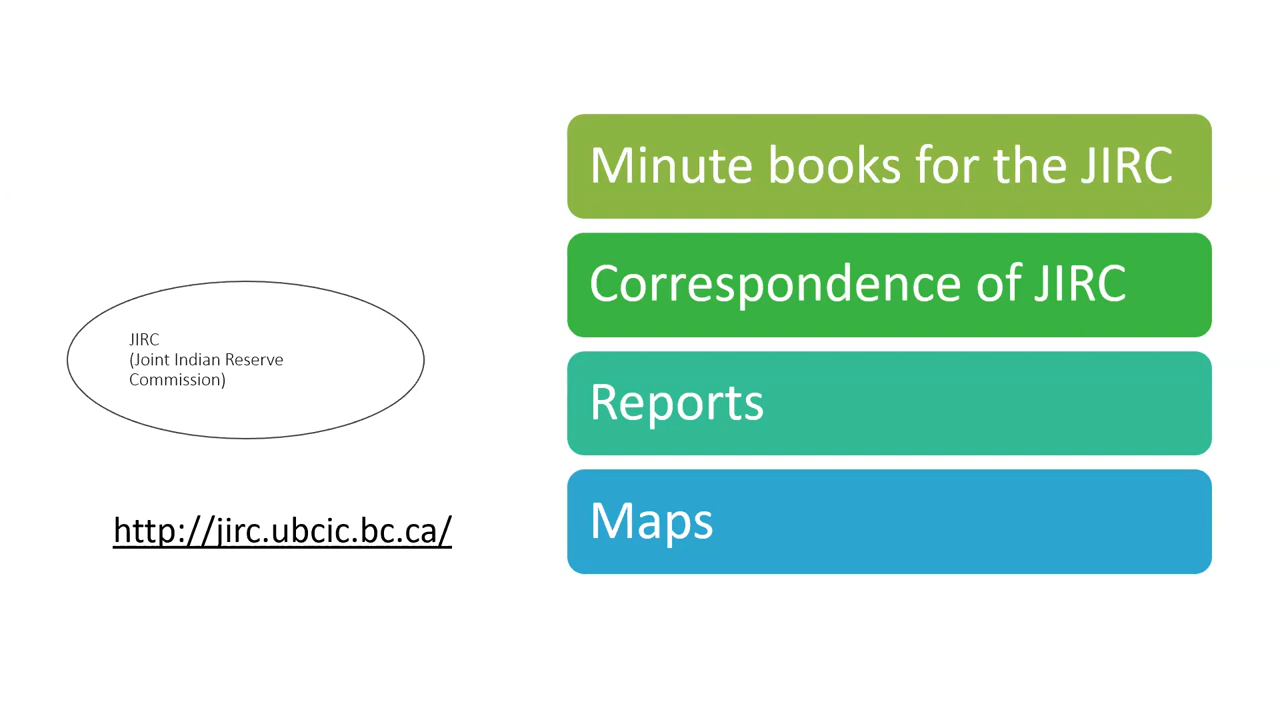 JIRC
(Joint Indian Reserve
Commission)
http://jirc.ubcic.bc.ca/
Minute books for the JIRC
Correspondence of JIRC
Reports
Maps